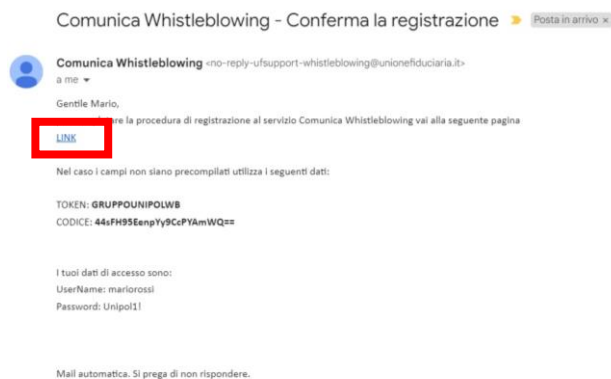 Comunica Whistleblowing - Conferma la registrazione Posta in arrivo ×
Comunica Whistleblowing <no-reply-ufsupport-whistleblowing@unionefiduciaria.it>
a me
Gentile Mario,
la procedura di registrazione al servizio Comunica Whistleblowing vai alla seguente pagina
LINK
Nel caso i campi non siano precompilati utilizza i seguenti dati:
TOKEN: GRUPPOUNIPOLWB
CODICE: 44sFH95EenpYy9CcPYAmWQ==
I tuoi dati di accesso sono:
UserName: mariorossi
Password: Unipol1!
Mail automatica. Si prega di non rispondere.